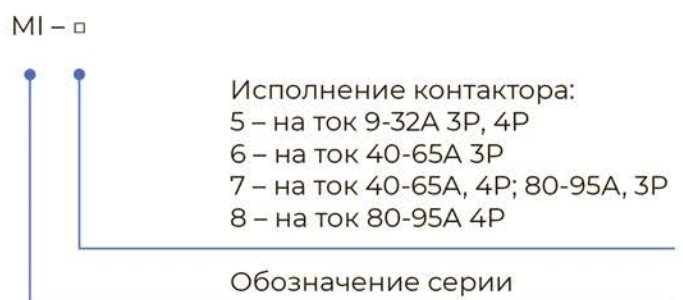 MI – □
Исполнение контактора:
5 – на ток 9-32А 3Р, 4Р
6 – на ток 40-65А 3Р
7 – на ток 40-65А, 4Р; 80-95А, 3Р
8 – на ток 80-95А 4Р
Обозначение серии